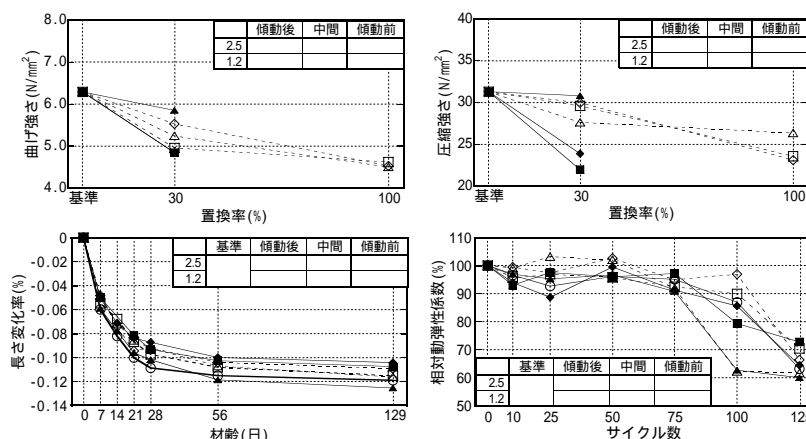 傾動後 中間 傾動前
2.5
1.2
8.0
7.0
6.0
5.0
4.0
曲げ強さ(N/mm²)
基準 30 100
置換率(%)
傾動後 中間 傾動前
2.5
1.2
40
35
30
25
20
圧縮強さ(N/mm²)
基準 30 100
置換率(%)
基準 傾動後 中間 傾動前
2.5
1.2
0
-0.02
-0.04
-0.06
-0.08
-0.10
-0.12
-0.14
長さ変化率(%)
0 7 14 21 28 56 129
材齢(日)
110
100
90
80
70
60
50
相対動弾性係数(%)
基準 傾動後 中間 傾動前
2.5
1.2
0 10 25 50 75 100 125
サイクル数